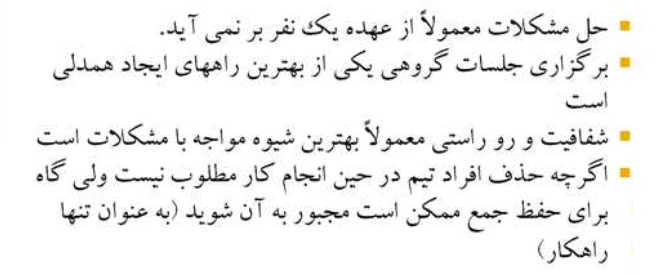 ▪ حل مشکلات معمولاً از عهده یک نفر بر نمی آید.
▪ برگزاری جلسات گروهی یکی از بهترین راههای ایجاد همدلی
است
▪ شفافیت و رو راستی معمولاً بهترین شیوه مواجه با مشکلات است
▪ اگرچه حذف افراد تیم در حین انجام کار مطلوب نیست ولی گاه
برای حفظ جمع ممکن است مجبور به آن شوید (به عنوان تنها
راهکار)